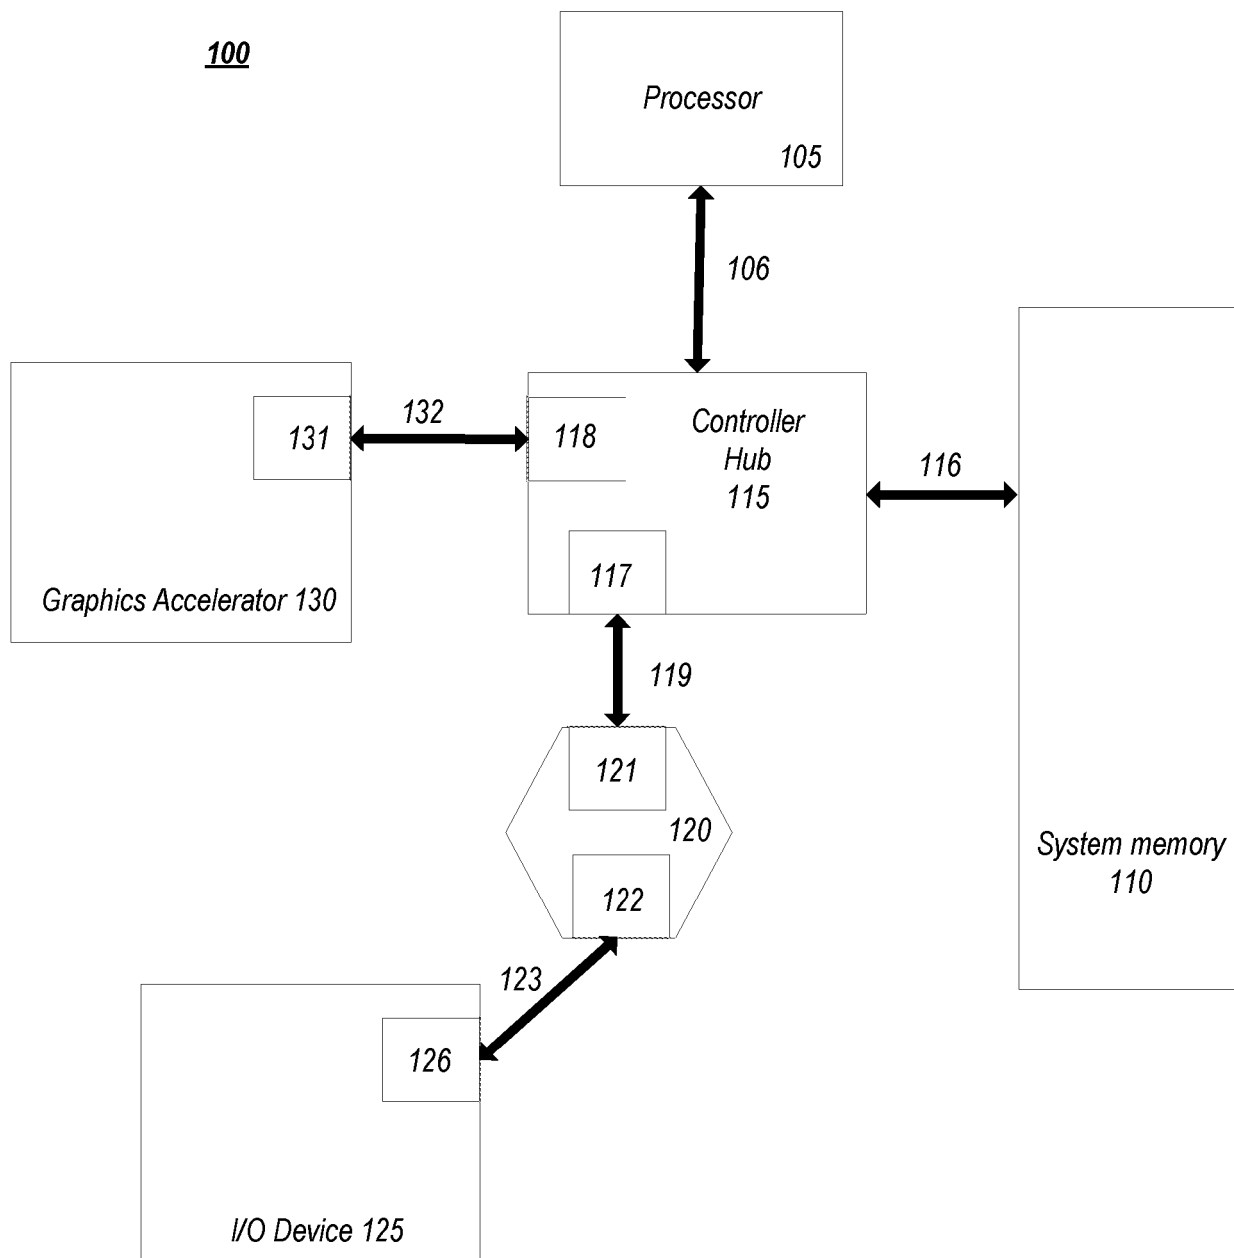 100
Processor
105
106
132
131
118
Controller
Hub
115
116
117
Graphics Accelerator 130
119
121
120
System memory
110
122
123
126
I/O Device 125